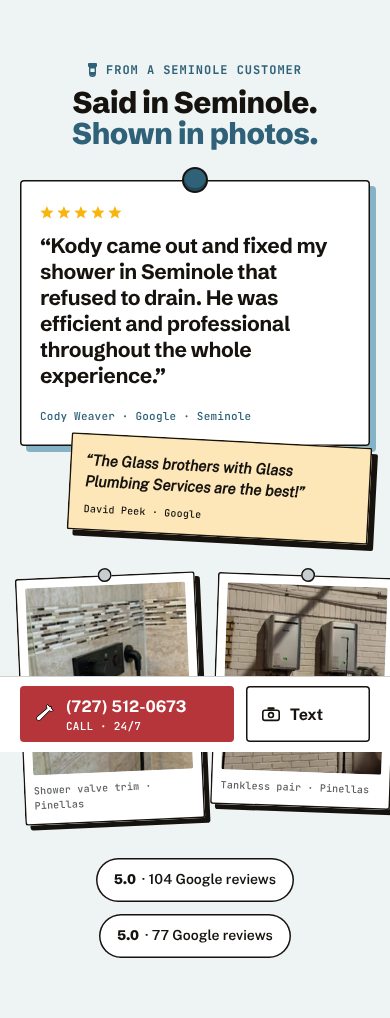 FROM A SEMINOLE CUSTOMER
Said in Seminole.
Shown in photos.
“Kody came out and fixed my
shower in Seminole that
refused to drain. He was
efficient and professional
throughout the whole
experience.”
Cody Weaver · Google · Seminole
“The Glass brothers with Glass
Plumbing Services are the best!”
David Peek · Google
(727) 512-0673
CALL · 24/7
Text
Shower valve trim ·
Pinellas
Tankless pair · Pinellas
5.0 · 104 Google reviews
5.0 · 77 Google reviews